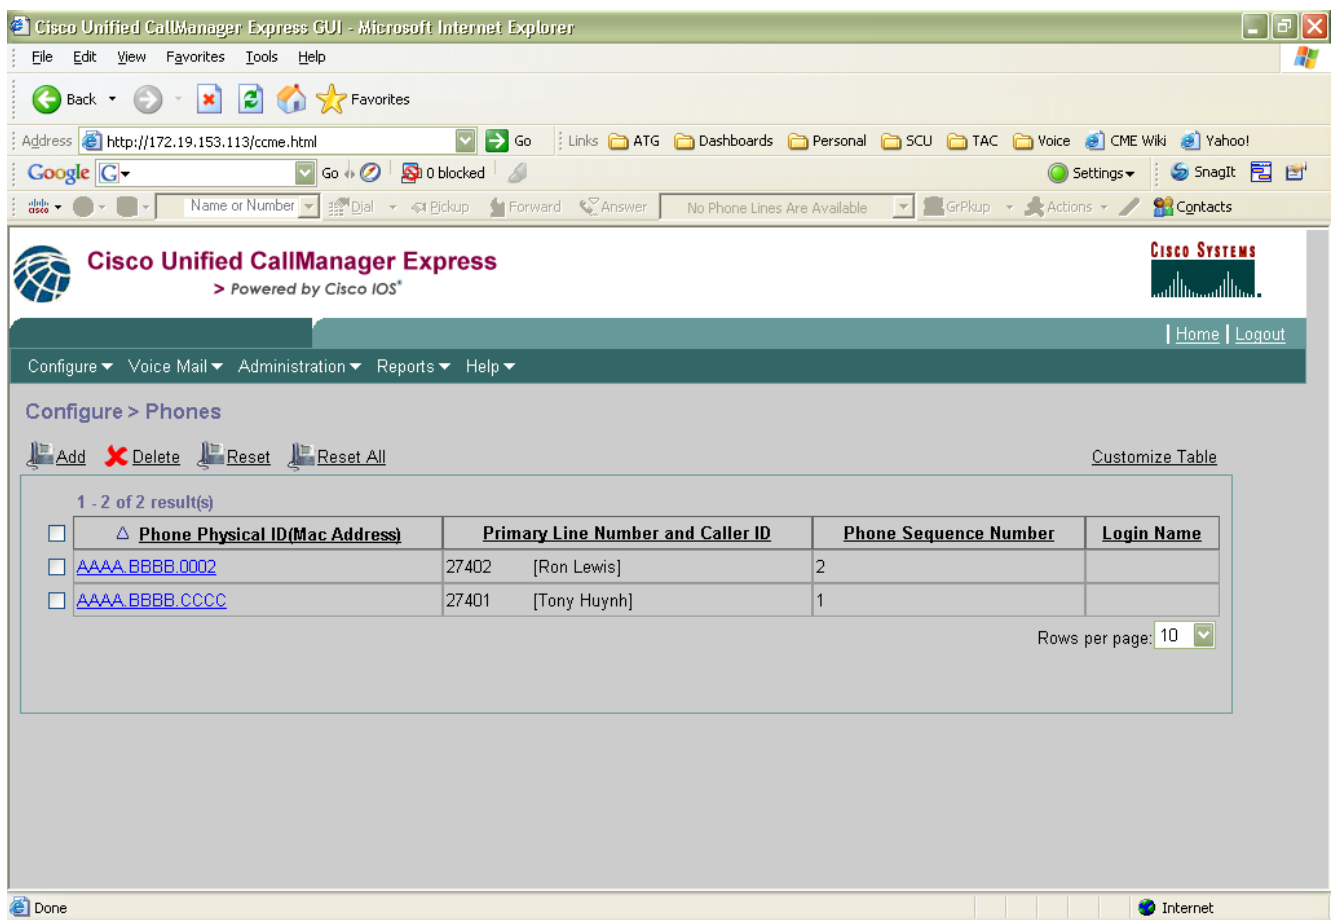 Cisco Unified CallManager Express GUI - Microsoft Internet Explorer
File Edit View Favorites Tools Help
Back Favorites
Address http://172.19.153.113/ccme.html Go Links ATG Dashboards Personal SCU TAC Voice CME Wiki Yahoo!
Google G Go 0 blocked Settings SnagIt
cisco Name or Number Dial Pickup Forward Answer No Phone Lines Are Available GrPkup Actions Contacts
Cisco Unified CallManager Express
> Powered by Cisco IOS®
CISCO SYSTEMS
Home Logout
Configure Voice Mail Administration Reports Help
Configure > Phones
Add Delete Reset Reset All Customize Table
1 - 2 of 2 result(s)
Phone Physical ID(Mac Address) Primary Line Number and Caller ID Phone Sequence Number Login Name
AAAA.BBBB.0002 27402 [Ron Lewis] 2
AAAA.BBBB.CCCC 27401 [Tony Huynh] 1
Rows per page: 10
Done Internet